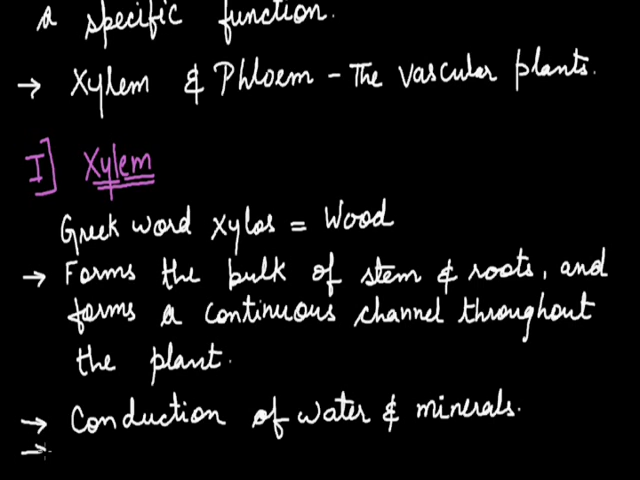 a specific function.
→ Xylem & Phloem - The vascular plants.
I] Xylem
Greek word Xylos = Wood
→ Forms the bulk of stem & roots, and
forms a continuous channel throughout
the plant.
→ Conduction of water & minerals.
→